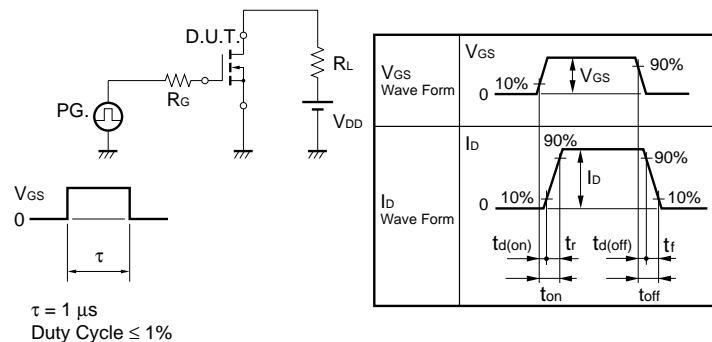 D.U.T.
RL
RG
PG.
VDD
VGS
0
τ
τ = 1 μs
Duty Cycle ≤ 1%
VGS
Wave Form
VGS
10%
0
VGS
90%
ID
Wave Form
ID
90%
90%
ID
10%
10%
0
td(on)
tr
td(off)
tf
ton
toff